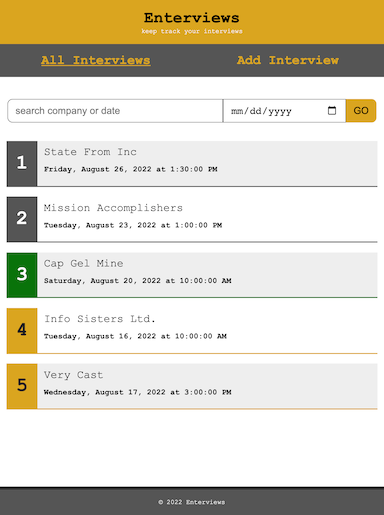 Enterviews
keep track your interviews
All Interviews Add Interview
search company or date mm/dd/yyyy GO
1 State From Inc
Friday, August 26, 2022 at 1:30:00 PM
2 Mission Accomplishers
Tuesday, August 23, 2022 at 1:00:00 PM
3 Cap Gel Mine
Saturday, August 20, 2022 at 10:00:00 AM
4 Info Sisters Ltd.
Tuesday, August 16, 2022 at 10:00:00 AM
5 Very Cast
Wednesday, August 17, 2022 at 3:00:00 PM
© 2022 Enterviews